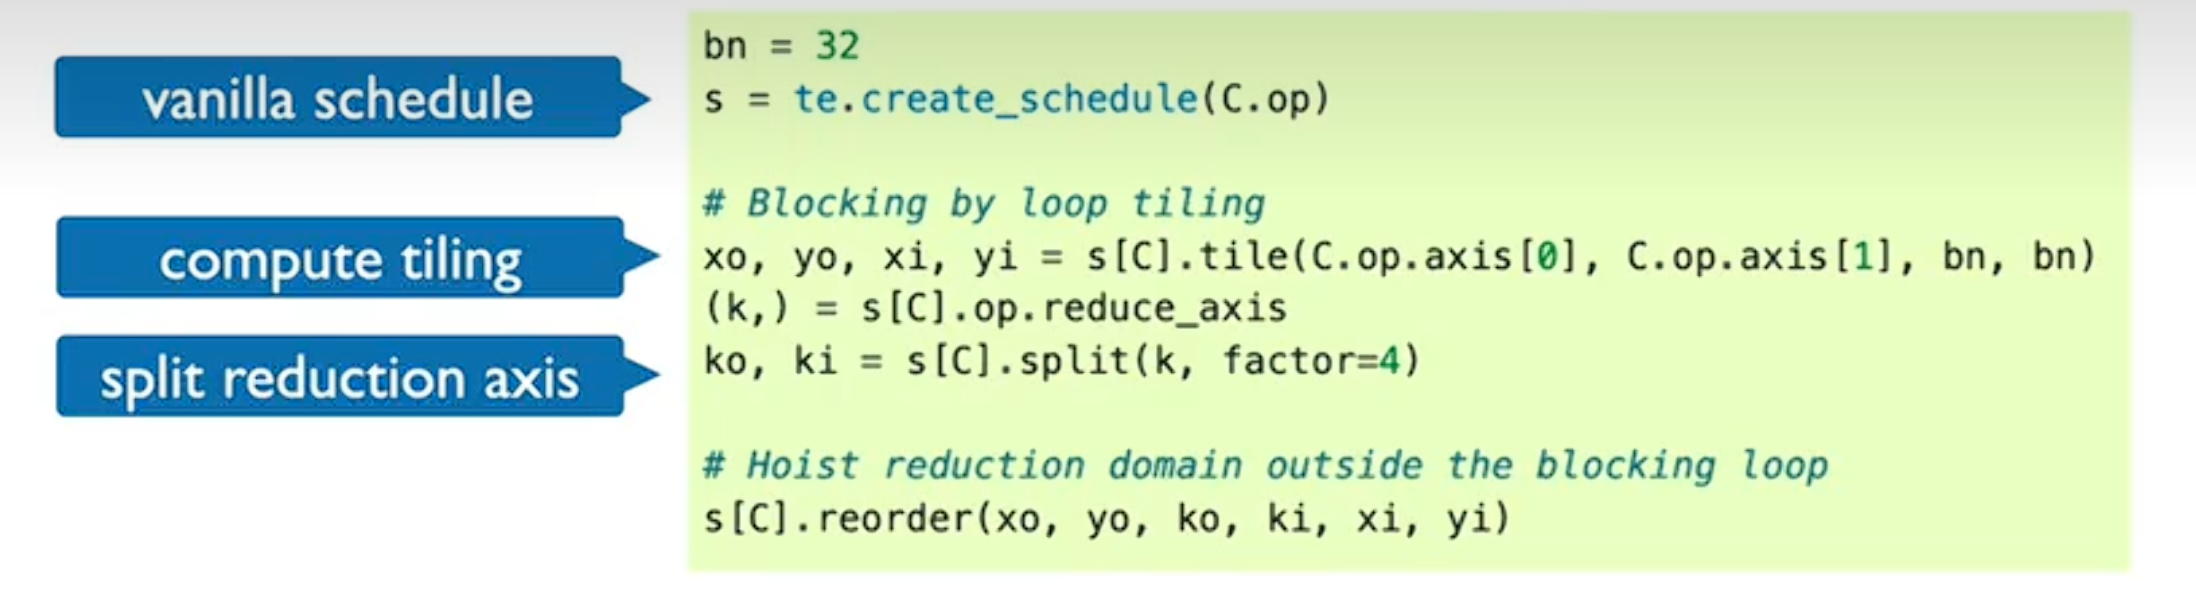 bn = 32
vanilla schedule
s = te.create_schedule(C.op)
# Blocking by loop tiling
compute tiling
xo, yo, xi, yi = s[C].tile(C.op.axis[0], C.op.axis[1], bn, bn)
(k,) = s[C].op.reduce_axis
split reduction axis
ko, ki = s[C].split(k, factor=4)
# Hoist reduction domain outside the blocking loop
s[C].reorder(xo, yo, ko, ki, xi, yi)